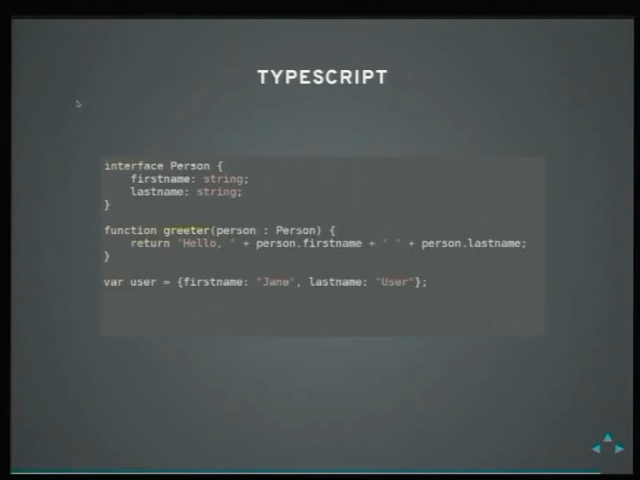 TYPESCRIPT
interface Person {
firstname: string;
lastname: string;
}
function greeter(person : Person) {
return "Hello, " + person.firstname + " " + person.lastname;
}
var user = {firstname: "Jane", lastname: "User"};